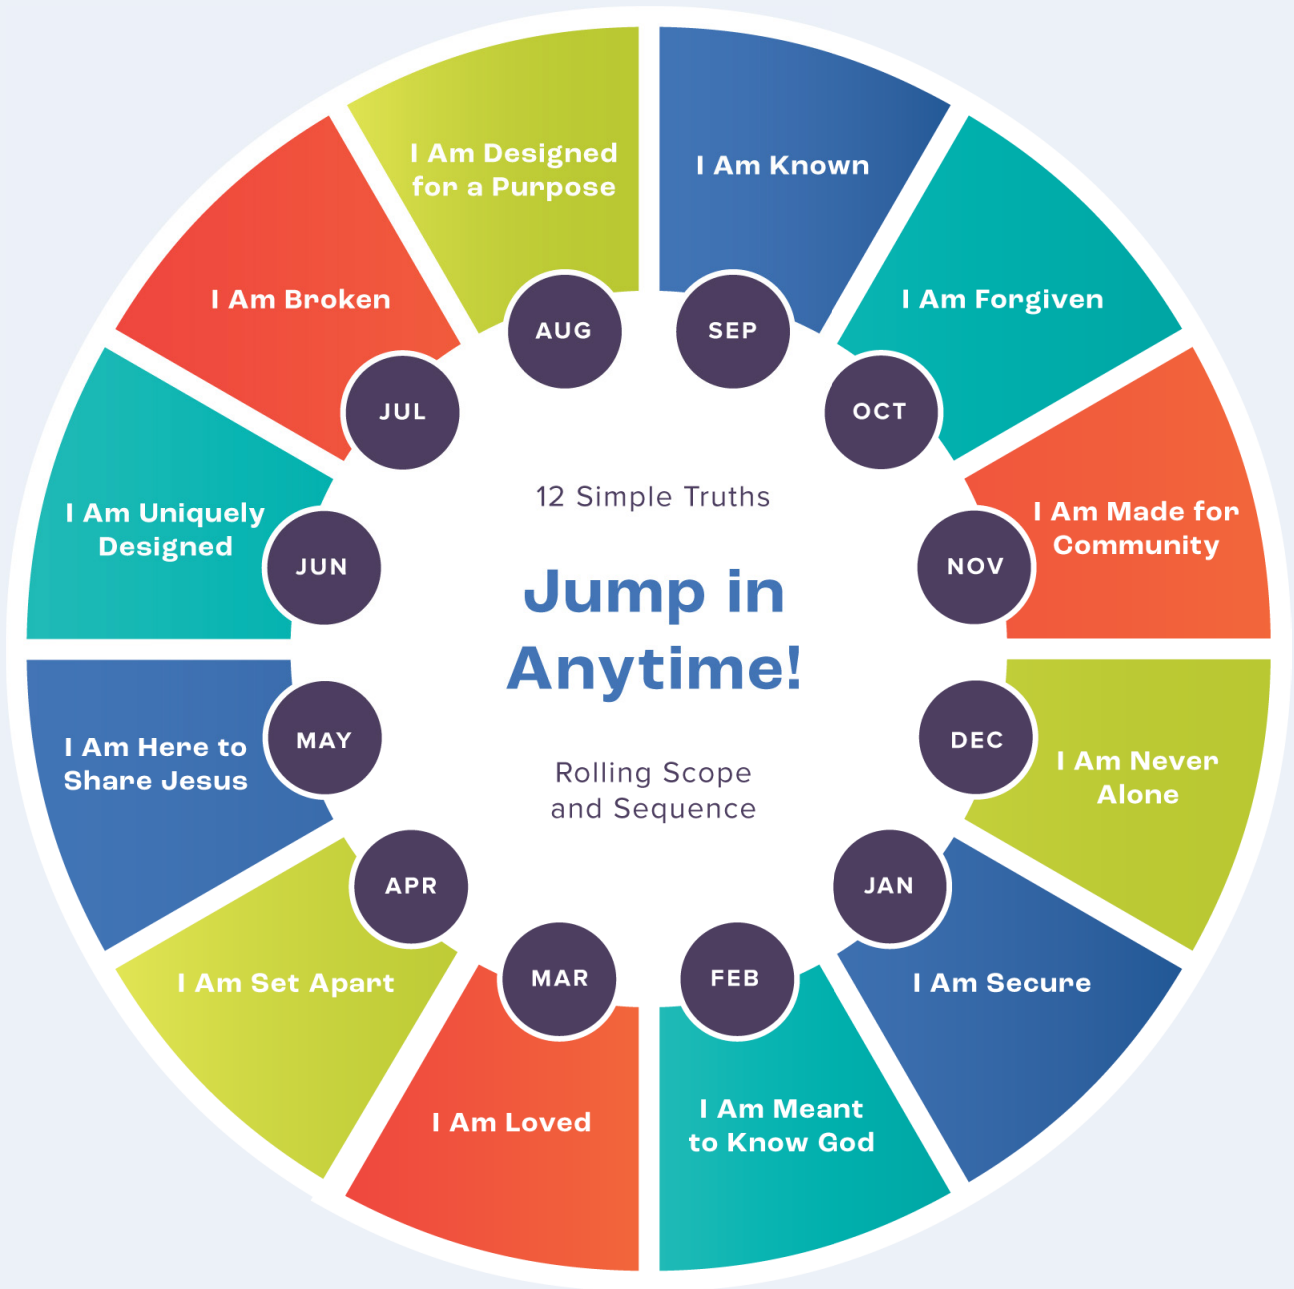 I Am Designed
for a Purpose
AUG
I Am Known
SEP
I Am Forgiven
OCT
I Am Made for
Community
NOV
I Am Never
Alone
DEC
I Am Secure
JAN
I Am Meant
to Know God
FEB
I Am Loved
MAR
I Am Set Apart
APR
I Am Here to
Share Jesus
MAY
I Am Uniquely
Designed
JUN
I Am Broken
JUL
12 Simple Truths
Jump in
Anytime!
Rolling Scope
and Sequence